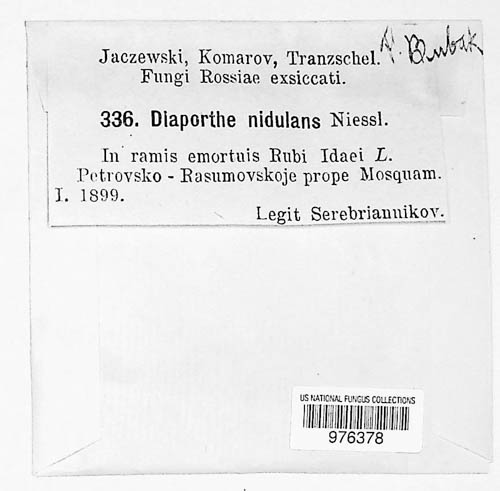 Jaczewski, Komarov, Tranzschel. F. Bubak
Fungi Rossiae exsiccati.
336. Diaporthe nidulans Niessl.
In ramis emortuis Rubi Idaei L.
Petrovsko - Rasumovskoje prope Mosquam.
I. 1899.
Legit Serebriannikov.
US NATIONAL FUNGUS COLLECTIONS
976378